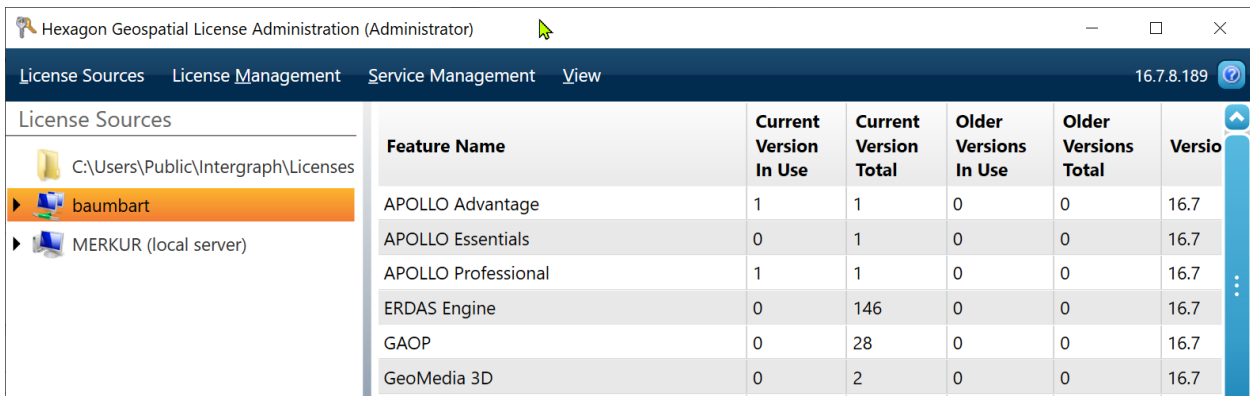 Hexagon Geospatial License Administration (Administrator)
License Sources License Management Service Management View 16.7.8.189
License Sources
C:\Users\Public\Intergraph\Licenses
baumbart
MERKUR (local server)
Feature Name Current Version In Use Current Version Total Older Versions In Use Older Versions Total Versio
APOLLO Advantage 1 1 0 0 16.7
APOLLO Essentials 0 1 0 0 16.7
APOLLO Professional 1 1 0 0 16.7
ERDAS Engine 0 146 0 0 16.7
GAOP 0 28 0 0 16.7
GeoMedia 3D 0 2 0 0 16.7